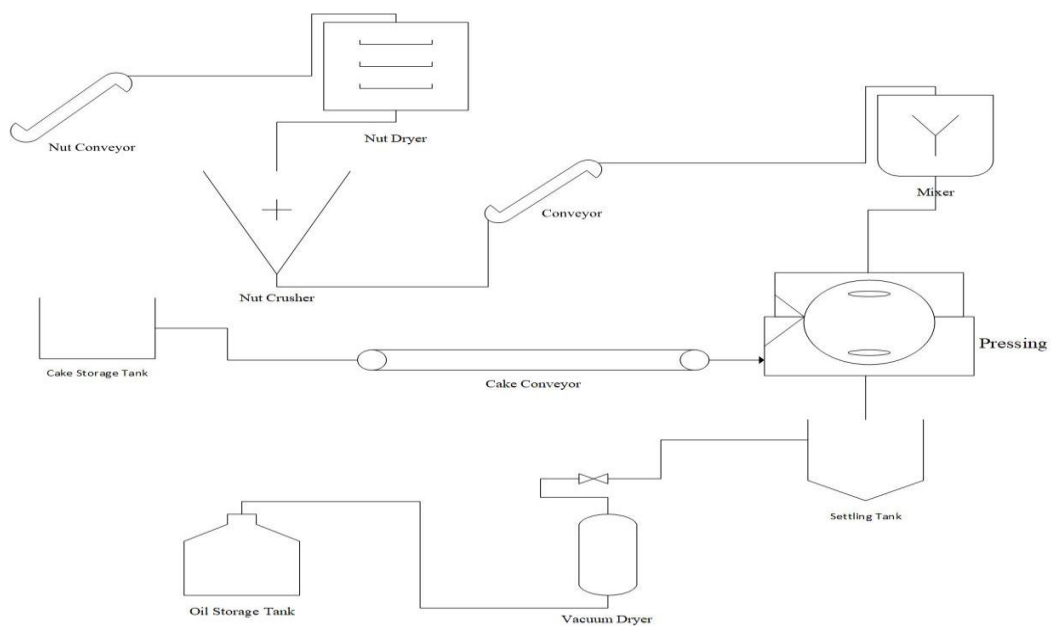 Nut Dryer
Nut Conveyor
Mixer
Conveyor
Nut Crusher
Pressing
Cake Storage Tank
Cake Conveyor
Settling Tank
Oil Storage Tank
Vacuum Dryer